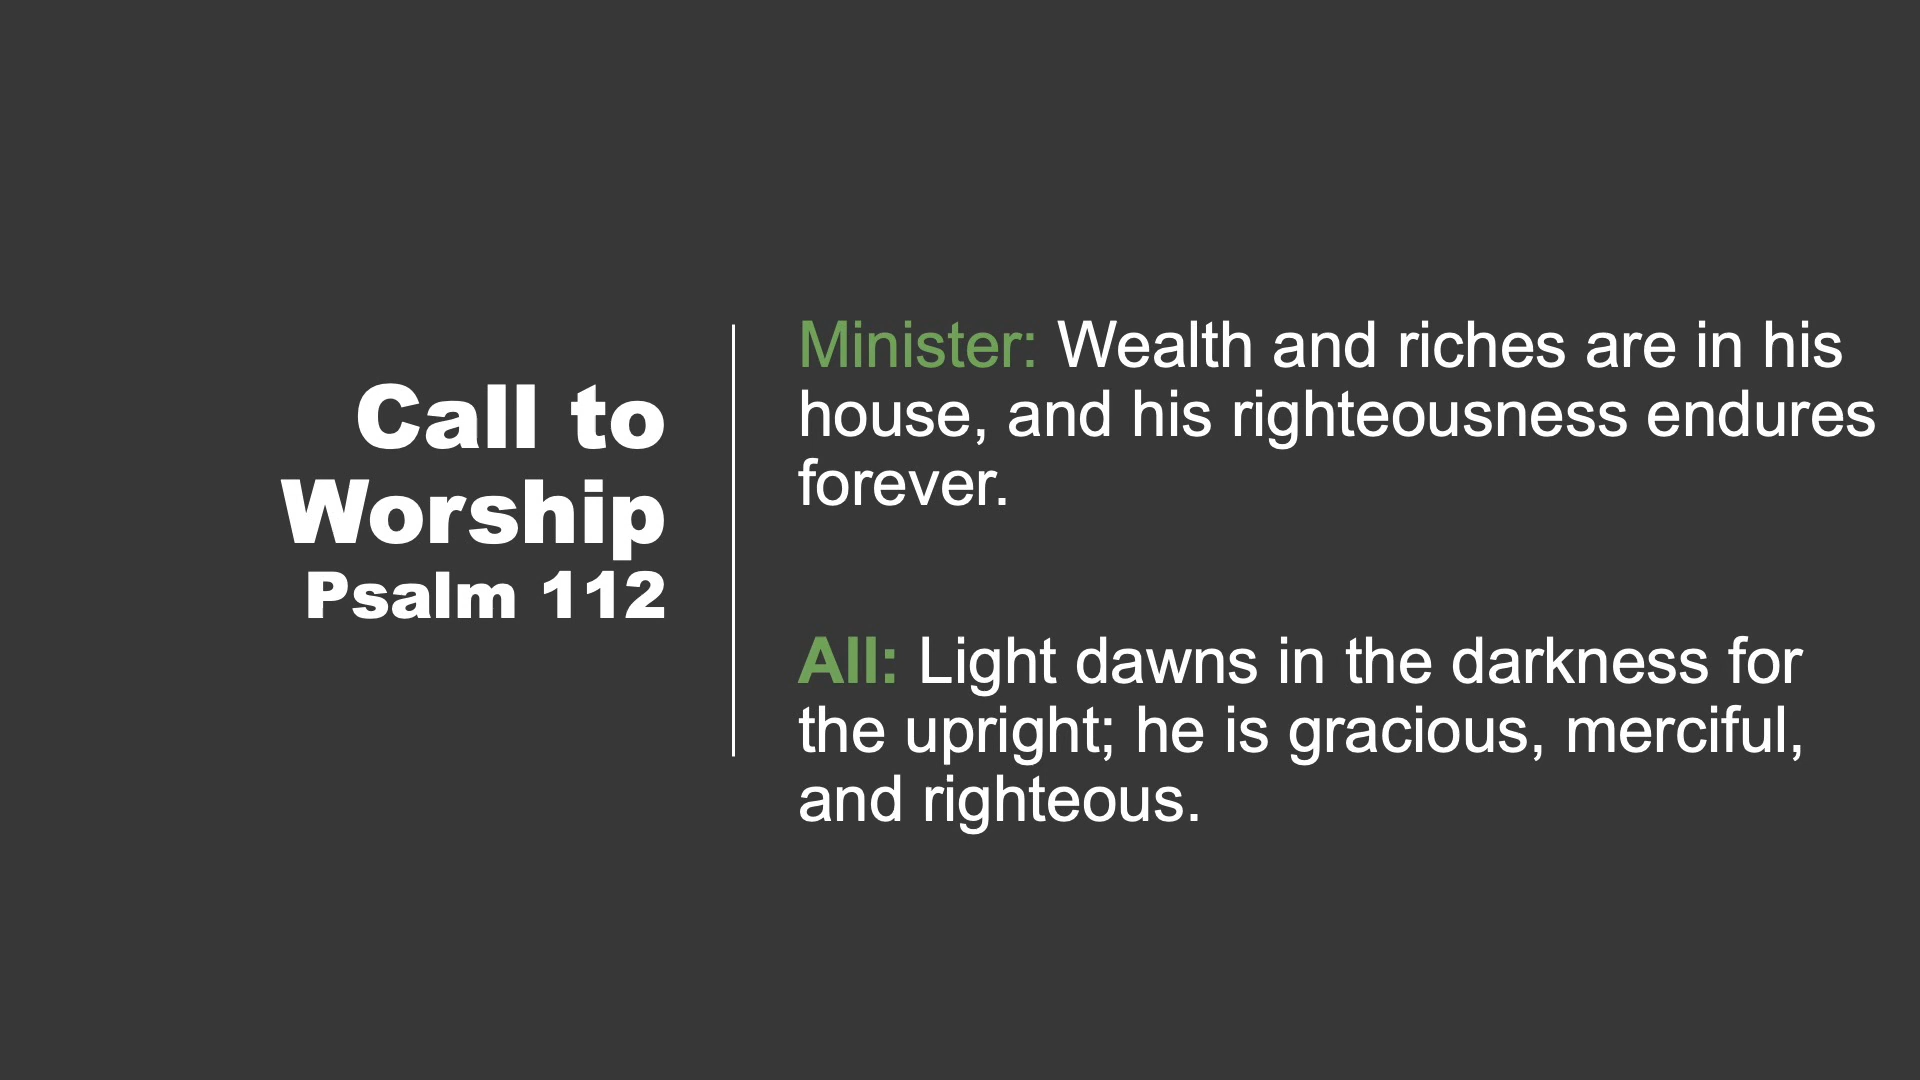 Call to
Worship
Psalm 112
Minister: Wealth and riches are in his
house, and his righteousness endures
forever.
All: Light dawns in the darkness for
the upright; he is gracious, merciful,
and righteous.